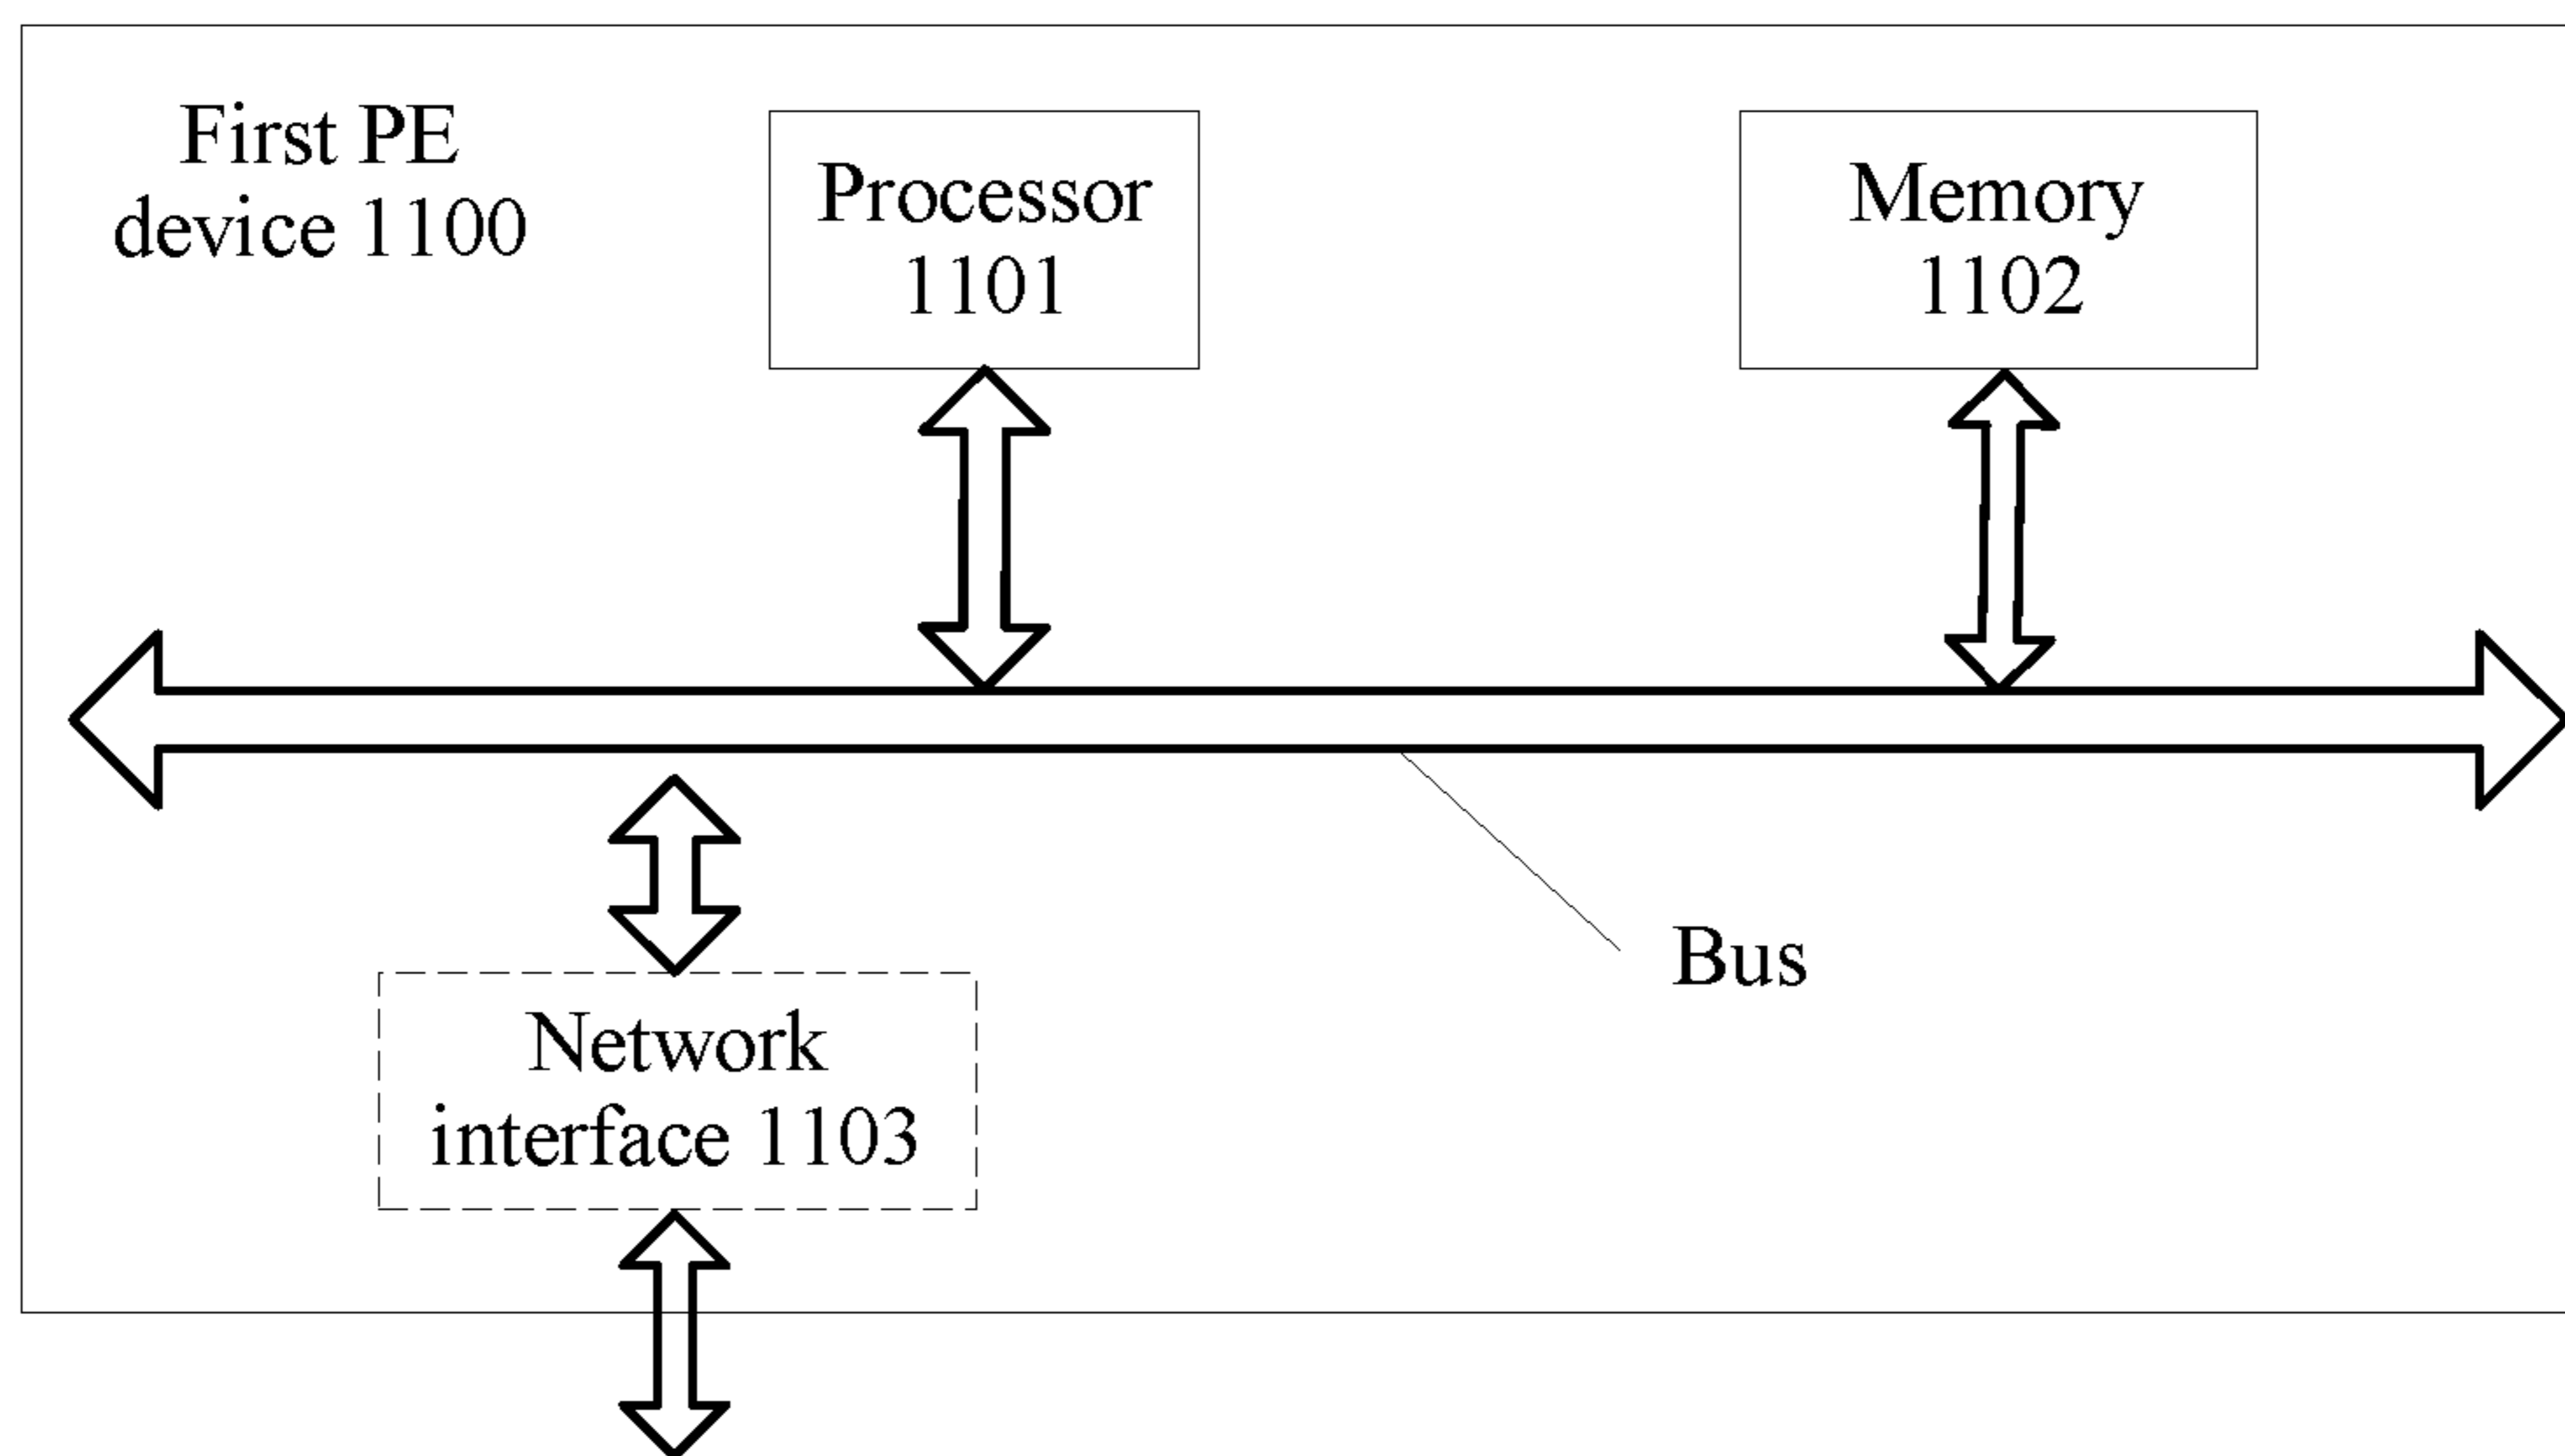 First PE
device 1100
Processor
1101
Memory
1102
Bus
Network
interface 1103